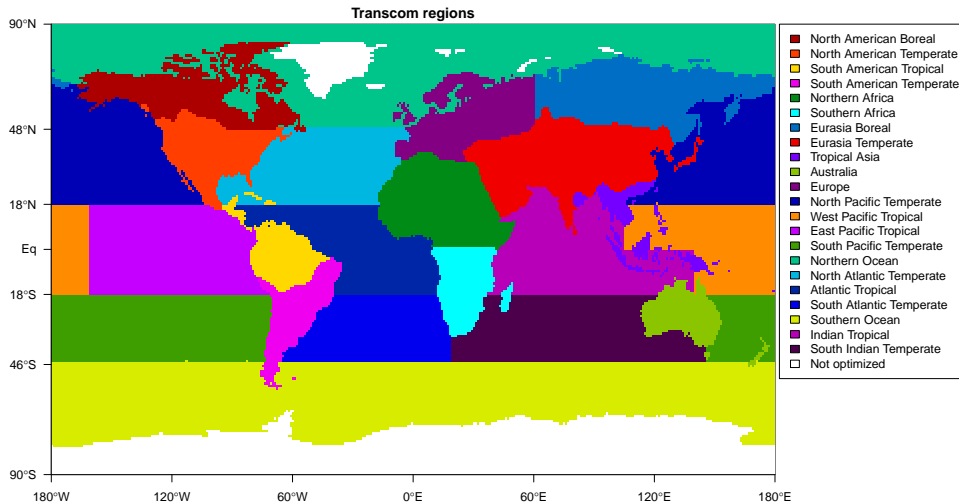 Transcom regions
90°N
48°N
18°N
Eq
18°S
46°S
90°S
180°W
120°W
60°W
0°E
60°E
120°E
180°E
North American Boreal
North American Temperate
South American Tropical
South American Temperate
Northern Africa
Southern Africa
Eurasia Boreal
Eurasia Temperate
Tropical Asia
Australia
Europe
North Pacific Temperate
West Pacific Tropical
East Pacific Tropical
South Pacific Temperate
Northern Ocean
North Atlantic Temperate
Atlantic Tropical
South Atlantic Temperate
Southern Ocean
Indian Tropical
South Indian Temperate
Not optimized